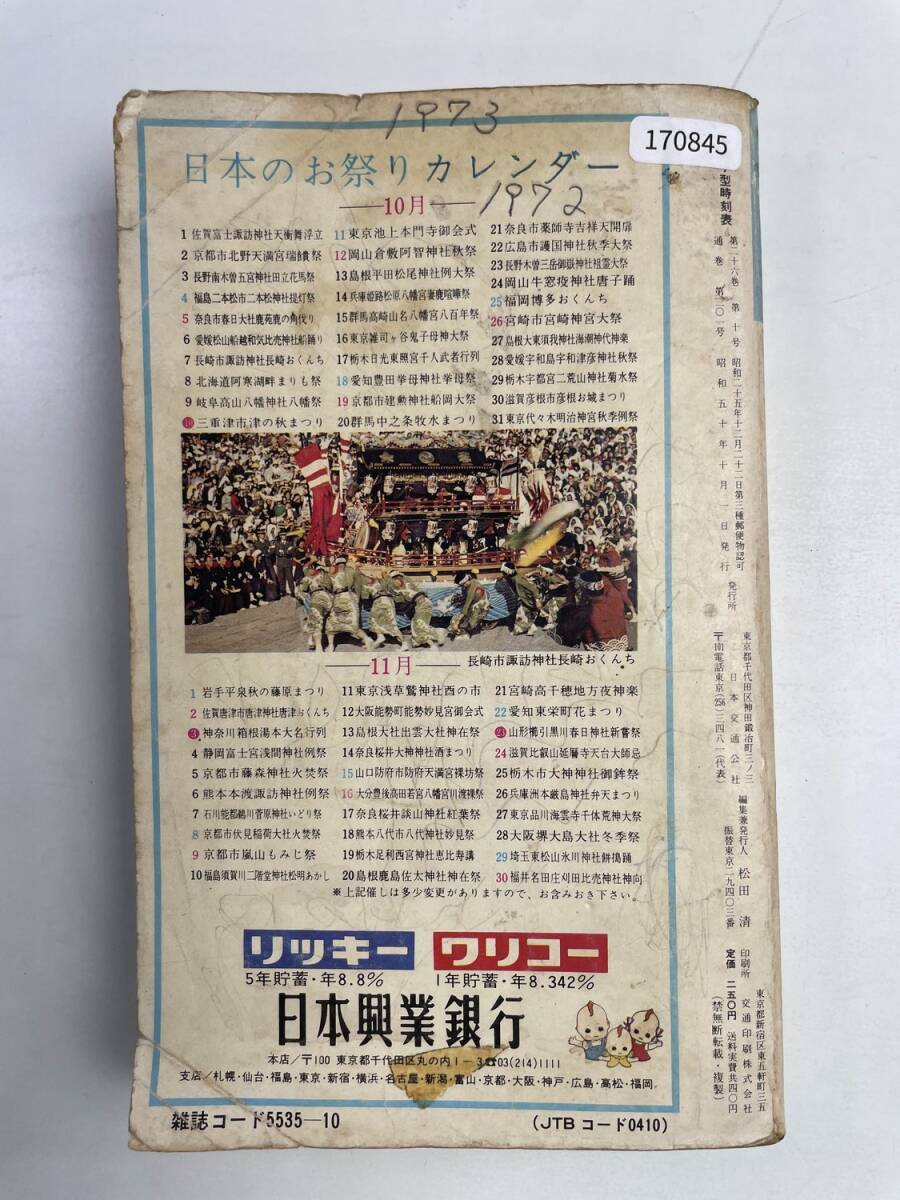 1973
170845
日本のお祭りカレンダー
1972
10月
1 佐賀富士諏訪神社天衝舞浮立
2 京都市北野天満宮瑞饋祭
3 長野南木曽五宮神社田立花馬祭
4 福島二本松市二本松神社提灯祭
5 奈良市春日大社鹿苑鹿の角伐り
6 愛媛松山船越和気比売神社船踊り
7 長崎市諏訪神社長崎おくんち
8 北海道阿寒湖畔まりも祭
9 岐阜高山八幡神社八幡祭
10 三重津市津の秋まつり
11 東京池上本門寺御会式
12 岡山倉敷阿智神社秋祭
13 島根平田松尾神社例大祭
14 兵庫姫路松原八幡宮妻鹿喧嘩祭
15 群馬高崎山名八幡宮八百年祭
16 東京雑司ヶ谷鬼子母神大祭
17 栃木日光東照宮千人武者行列
18 愛知豊田挙母神社挙母祭
19 京都市建勲神社船岡大祭
20 群馬中之条牧水まつり
21 奈良市薬師寺吉祥天開扉
22 広島市護国神社秋季大祭
23 長野木曽三岳御嶽神社祖霊大祭
24 岡山牛窓疫神社唐子踊
25 福岡博多おくんち
26 宮崎市宮崎神宮大祭
27 島根大東須我神社海潮神代神楽
28 愛媛宇和島宇和津彦神社秋祭
29 栃木宇都宮二荒山神社菊水祭
30 滋賀彦根市彦根お城まつり
31 東京代々木明治神宮秋季例祭
11月
長崎市諏訪神社長崎おくんち
1 岩手平泉秋の藤原まつり
2 佐賀唐津市唐津神社唐津おくんち
3 神奈川箱根湯本大名行列
4 静岡富士宮浅間神社例祭
5 京都市藤森神社火焚祭
6 熊本本渡諏訪神社例祭
7 石川能都鵜川菅原神社いどり祭
8 京都市伏見稲荷大社火焚祭
9 京都市嵐山もみじ祭
10 福島須賀川二階堂神社松明あかし
11 東京浅草鷲神社酉の市
12 大阪能勢町能勢妙見宮御会式
13 島根大社出雲大社神在祭
14 奈良桜井大神神社酒まつり
15 山口防府市防府天満宮裸坊祭
16 大分豊後高田若宮八幡宮川渡裸祭
17 奈良桜井談山神社紅葉祭
18 熊本八代市八代神社妙見祭
19 栃木足利西宮神社恵比寿講
20 島根鹿島佐太神社神在祭
21 宮崎高千穂地方夜神楽
22 愛知東栄町花まつり
23 山形櫛引黒川春日神社新嘗祭
24 滋賀比叡山延暦寺天台大師忌
25 栃木市大神神社御鉾祭
26 兵庫洲本厳島神社弁天まつり
27 東京品川海雲寺千体荒神大祭
28 大阪堺大鳥大社冬季祭
29 埼玉東松山氷川神社餅搗踊
30 福井名田庄刈田比売神社神向
※上記催しは多少変更がありますので、お含みおき下さい。
リッキー
5年貯蓄・年8.8%
ワリコー
1年貯蓄・年8.342%
日本興業銀行
本店/〒100 東京都千代田区丸の内1-3 ☎03(214)1111
支店/札幌・仙台・福島・東京・新宿・横浜・名古屋・新潟・富山・京都・大阪・神戸・広島・高松・福岡
雑誌コード5535—10
(JTB コード0410)
型時刻表
第二十六巻 第十号 昭和二十五年十二月二十二日第三種郵便物認可
通巻 第三〇一号 昭和五十年十月一日発行
発行所
東京都千代田区神田鍛冶町三ノ三
日本交通公社
〒101電話東京(256)三四八一(代表)
編集兼発行人 松田清
振替東京一九四〇三番
印刷所
東京都新宿区東五軒町三五
交通印刷株式会社
定価 二五〇円 送料実費共四〇円
(禁無断転載・複製)